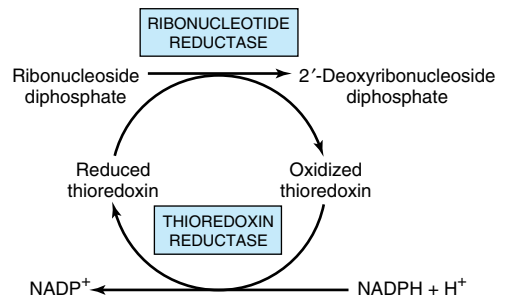 RIBONUCLEOTIDE
REDUCTASE
Ribonucleoside
diphosphate
2′-Deoxyribonucleoside
diphosphate
Reduced
thioredoxin
Oxidized
thioredoxin
THIOREDOXIN
REDUCTASE
NADP⁺
NADPH + H⁺